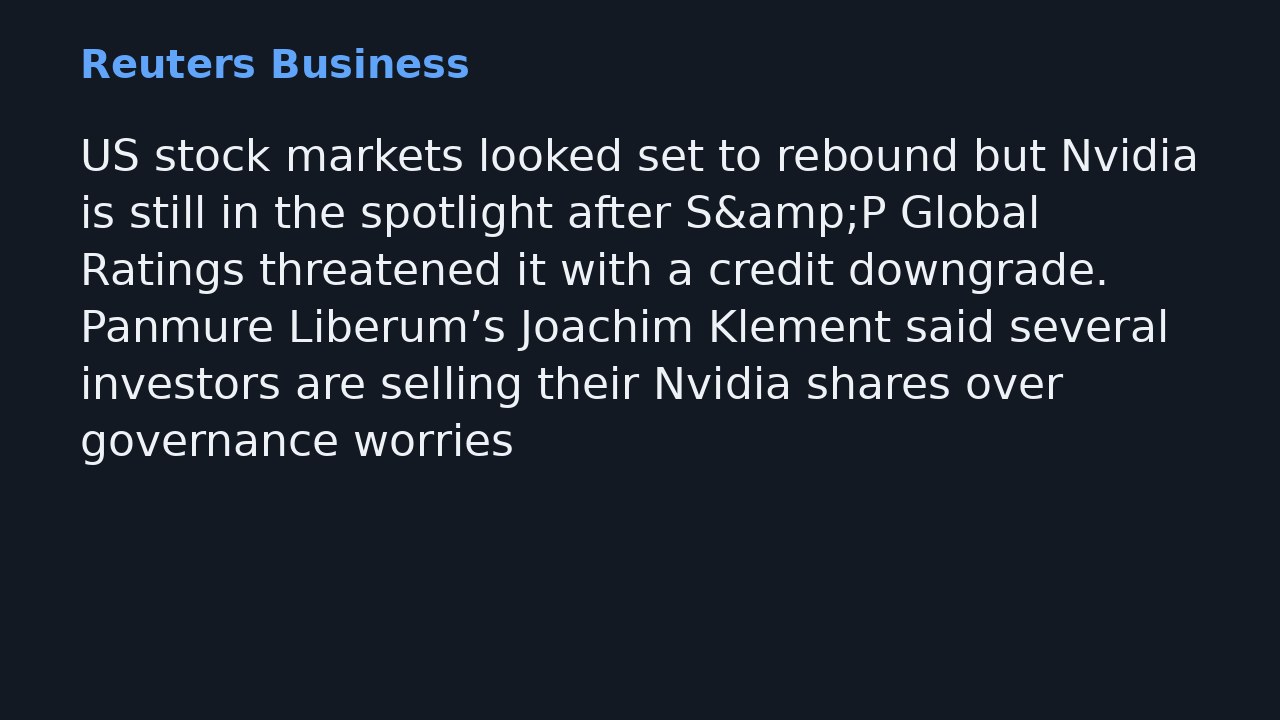 Reuters Business
US stock markets looked set to rebound but Nvidia
is still in the spotlight after S&amp;P Global
Ratings threatened it with a credit downgrade.
Panmure Liberum’s Joachim Klement said several
investors are selling their Nvidia shares over
governance worries